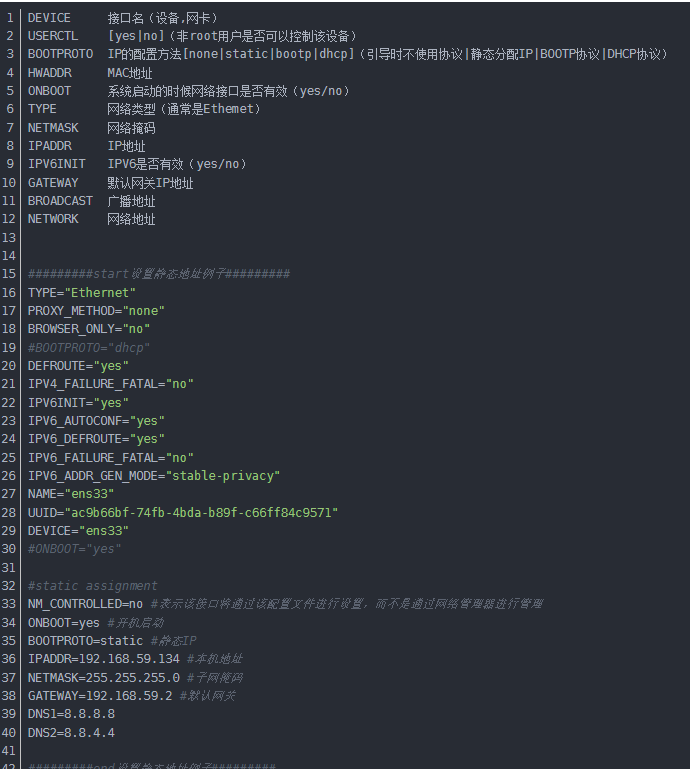 1 DEVICE 接口名（设备,网卡）
2 USERCTL [yes|no]（非root用户是否可以控制该设备）
3 BOOTPROTO IP的配置方法[none|static|bootp|dhcp]（引导时不使用协议|静态分配IP|BOOTP协议|DHCP协议）
4 HWADDR MAC地址
5 ONBOOT 系统启动的时候网络接口是否有效（yes/no）
6 TYPE 网络类型（通常是Ethemet）
7 NETMASK 网络掩码
8 IPADDR IP地址
9 IPV6INIT IPV6是否有效（yes/no）
10 GATEWAY 默认网关IP地址
11 BROADCAST 广播地址
12 NETWORK 网络地址
13
14
15 #########start设置静态地址例子#########
16 TYPE="Ethernet"
17 PROXY_METHOD="none"
18 BROWSER_ONLY="no"
19 #BOOTPROTO="dhcp"
20 DEFROUTE="yes"
21 IPV4_FAILURE_FATAL="no"
22 IPV6INIT="yes"
23 IPV6_AUTOCONF="yes"
24 IPV6_DEFROUTE="yes"
25 IPV6_FAILURE_FATAL="no"
26 IPV6_ADDR_GEN_MODE="stable-privacy"
27 NAME="ens33"
28 UUID="ac9b66bf-74fb-4bda-b89f-c66ff84c9571"
29 DEVICE="ens33"
30 #ONBOOT="yes"
31
32 #static assignment
33 NM_CONTROLLED=no #表示该接口将通过该配置文件进行设置，而不是通过网络管理器进行管理
34 ONBOOT=yes #开机启动
35 BOOTPROTO=static #静态IP
36 IPADDR=192.168.59.134 #本机地址
37 NETMASK=255.255.255.0 #子网掩码
38 GATEWAY=192.168.59.2 #默认网关
39 DNS1=8.8.8.8
40 DNS2=8.8.4.4
41
42 #########end设置静态地址例子#########